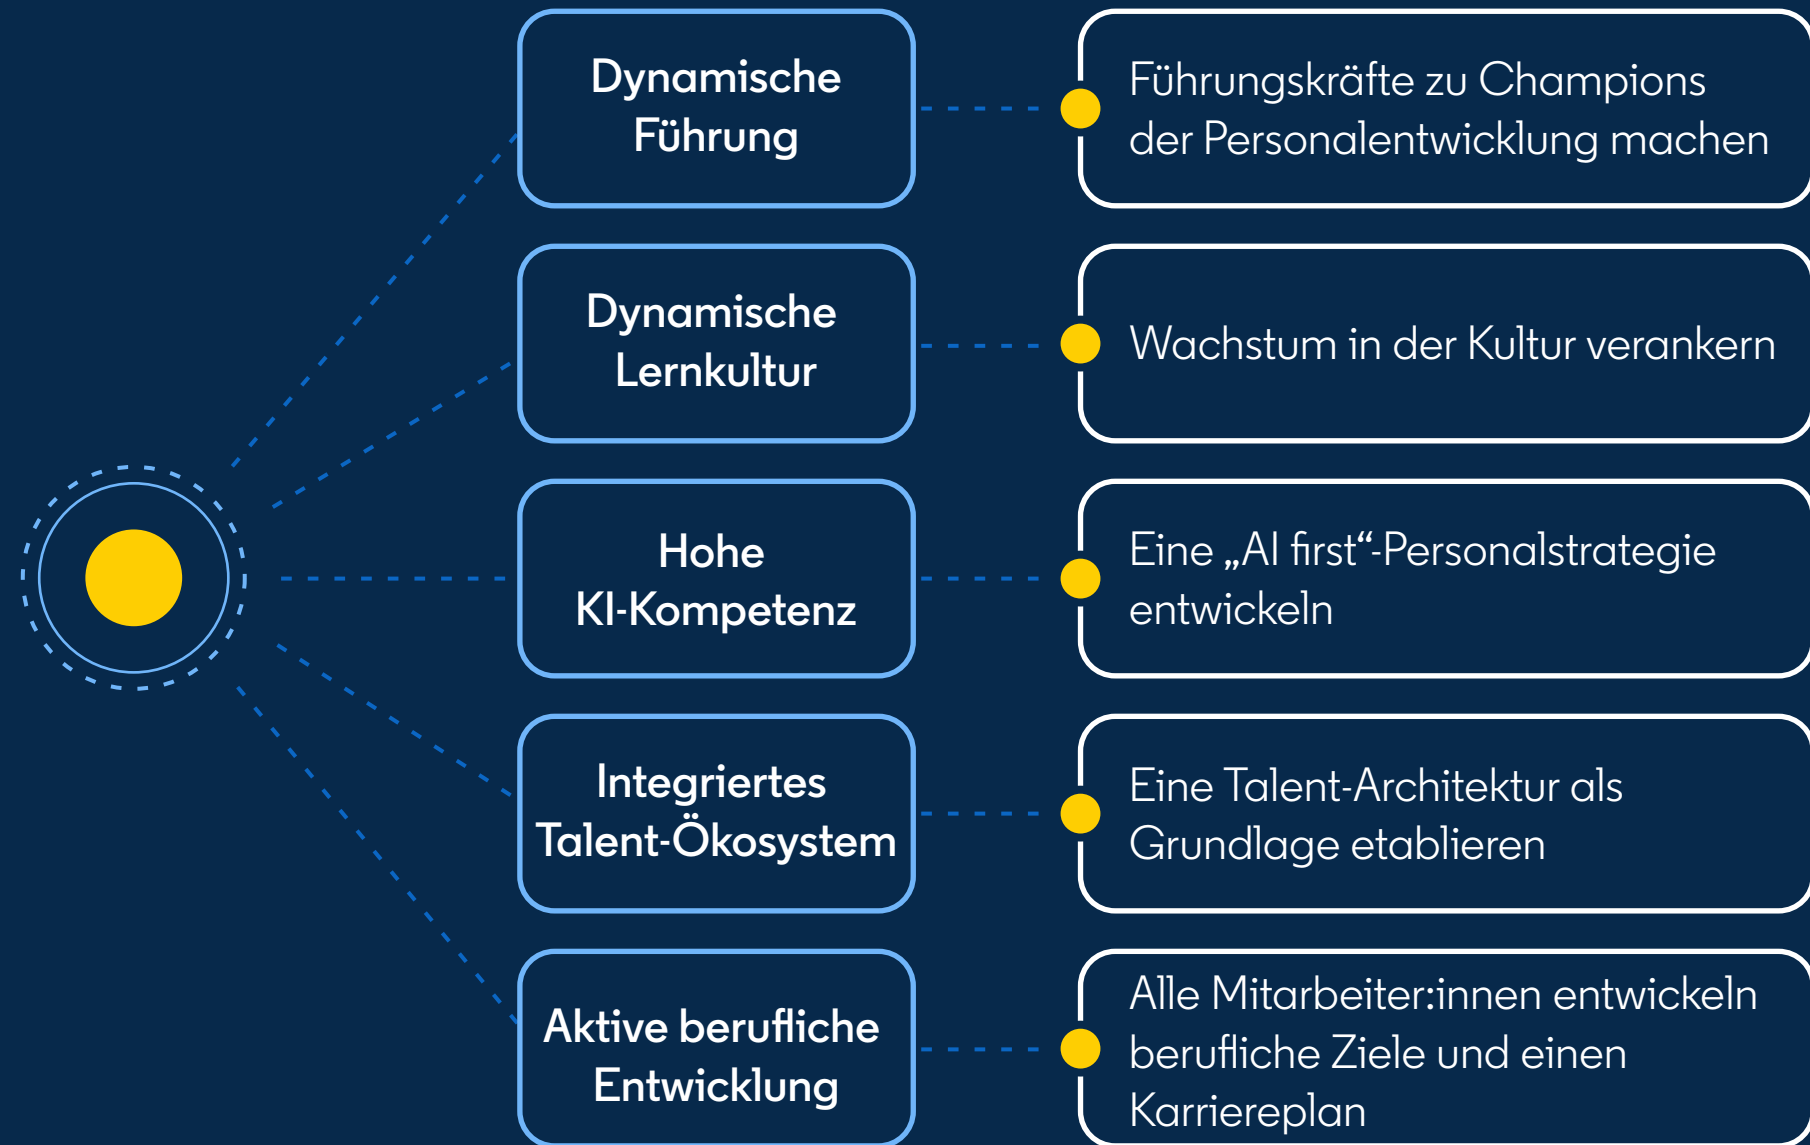 Dynamische
Führung
Führungskräfte zu Champions
der Personalentwicklung machen
Dynamische
Lernkultur
Wachstum in der Kultur verankern
Hohe
KI-Kompetenz
Eine „AI first“-Personalstrategie
entwickeln
Integriertes
Talent-Ökosystem
Eine Talent-Architektur als
Grundlage etablieren
Aktive berufliche
Entwicklung
Alle Mitarbeiter:innen entwickeln
berufliche Ziele und einen
Karriereplan